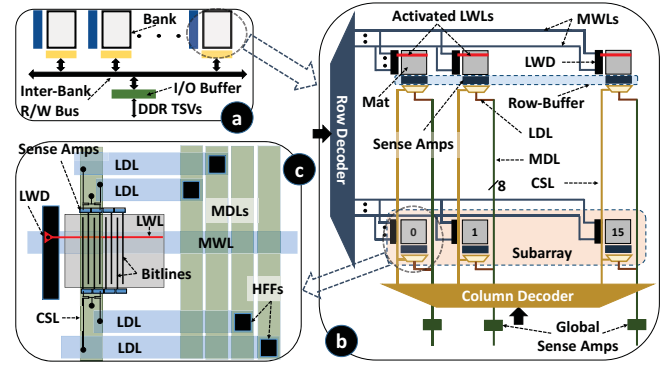 Bank
Inter-Bank
R/W Bus
I/O Buffer
DDR TSVs
a
Activated LWLs
MWLs
LWD
Mat
Row-Buffer
Sense Amps
LDL
MDL
8
CSL
Row Decoder
0
1
15
Subarray
Column Decoder
Global
Sense Amps
b
Sense Amps
LDL
c
LDL
LWD
MDLs
LWL
MWL
Bitlines
HFFs
CSL
LDL
LDL